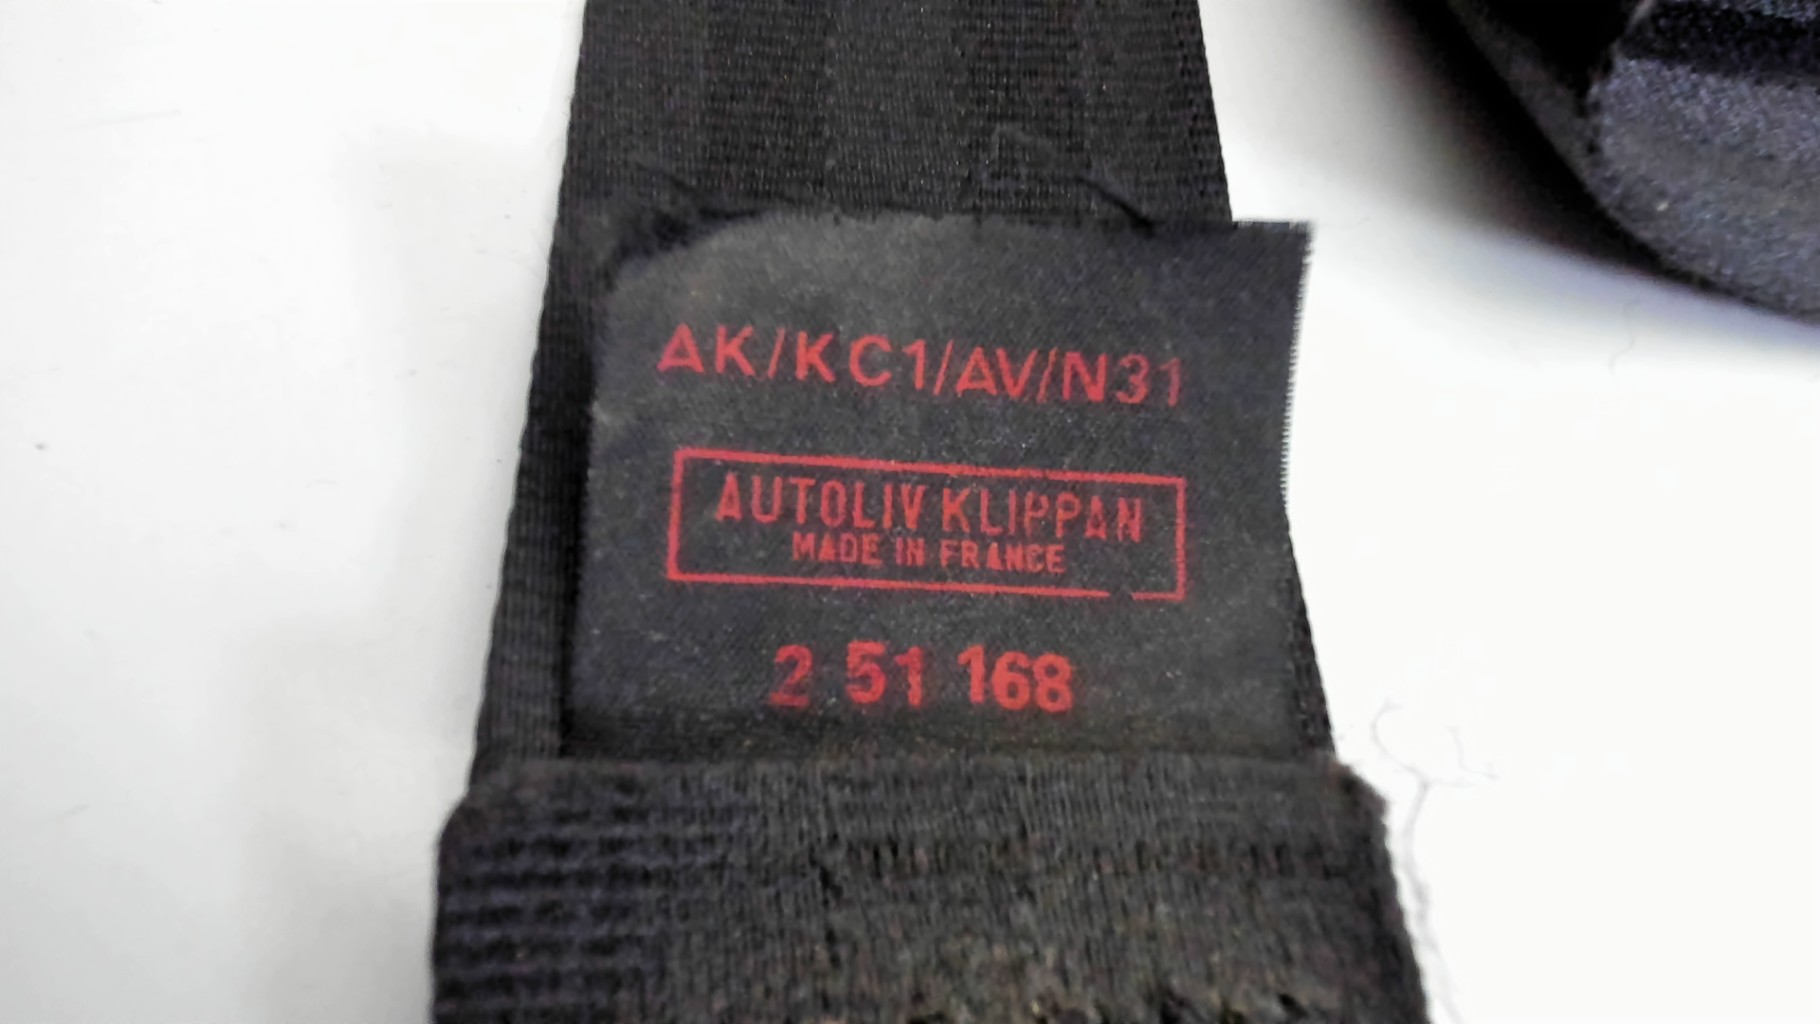 AK/KC1/AV/N31
AUTOLIV KLIPPAN
MADE IN FRANCE
2 51 168